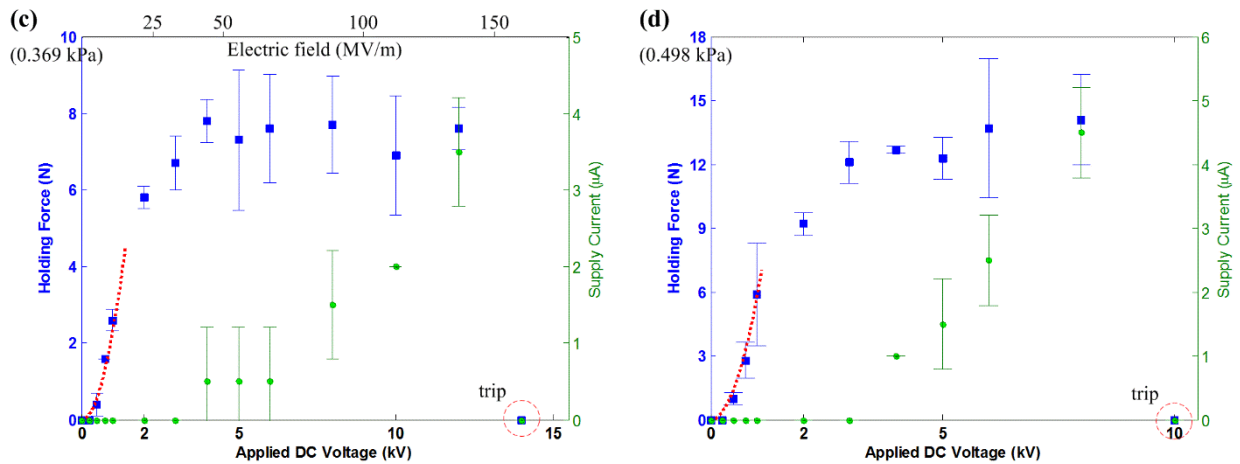 (c)
25 50 100 150
Electric field (MV/m)
(0.369 kPa)
10
8
6
4
2
0
Holding Force (N)
5
4
3
2
1
0
Supply Current (μA)
trip
0 2 5 10 15
Applied DC Voltage (kV)
(d)
(0.498 kPa)
18
15
12
9
6
3
0
Holding Force (N)
6
5
4
3
2
1
0
Supply Current (μA)
trip
0 2 5 10
Applied DC Voltage (kV)